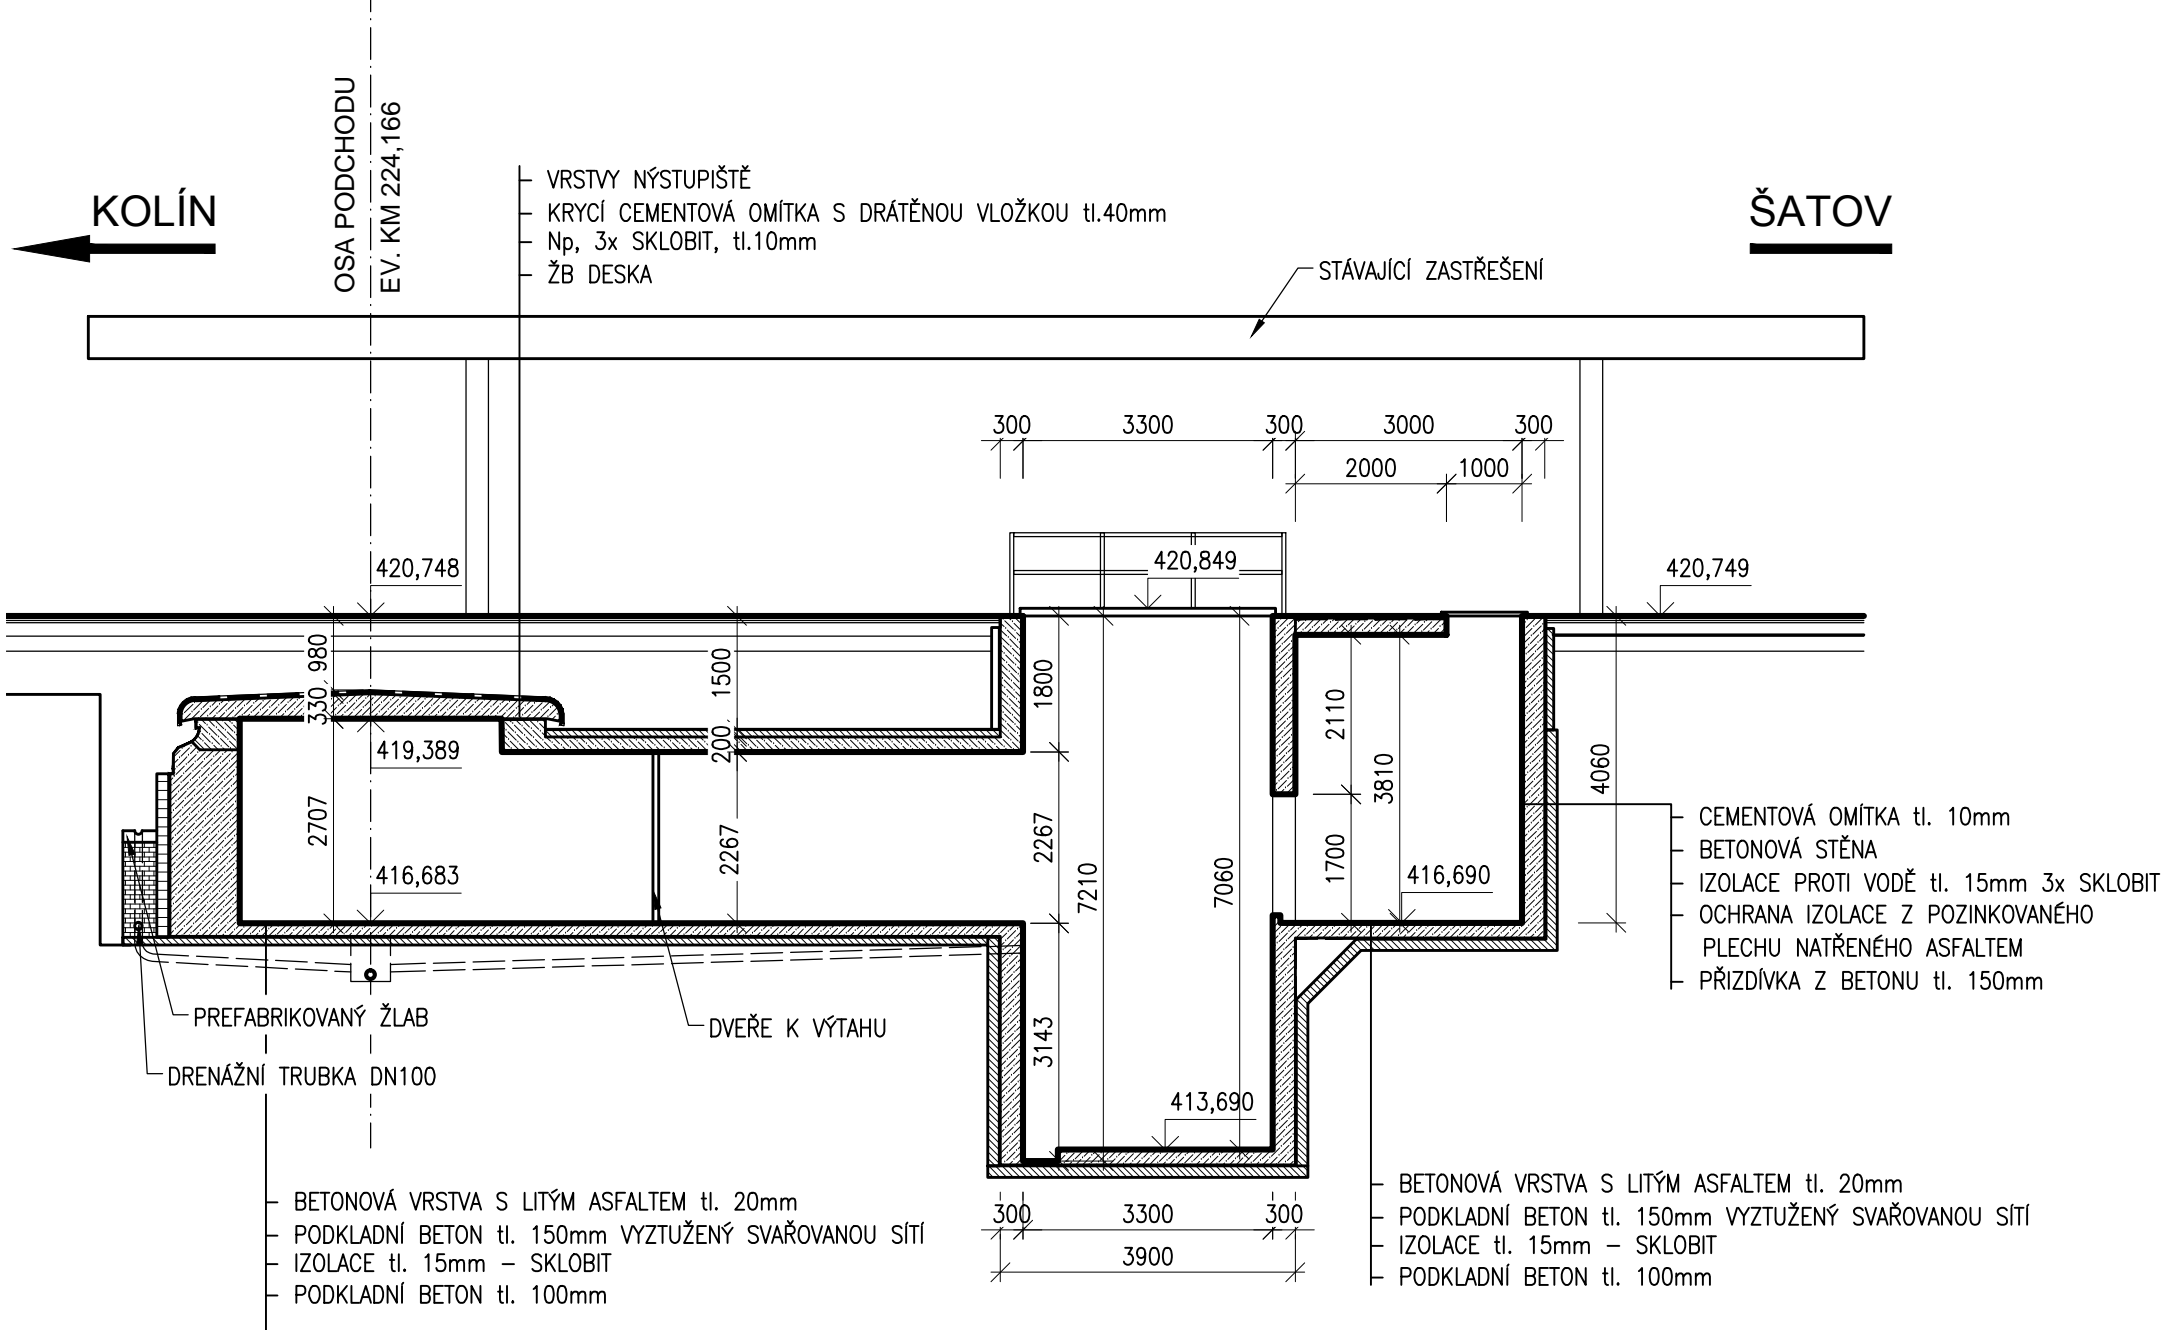 OSA PODCHODU
EV. KM 224,166
KOLÍN
ŠATOV
VRSTVY NÝSTUPIŠTĚ
KRYCÍ CEMENTOVÁ OMÍTKA S DRÁTĚNOU VLOŽKOU tl.40mm
Np, 3x SKLOBIT, tl.10mm
ŽB DESKA
STÁVAJÍCÍ ZASTŘEŠENÍ
300 3300 300 3000 300
2000 1000
420,748
420,849
420,749
980
330
2707
419,389
416,683
1500
200
2267
1800
2267
3143
7210
7060
2110
1700
3810
416,690
4060
413,690
CEMENTOVÁ OMÍTKA tl. 10mm
BETONOVÁ STĚNA
IZOLACE PROTI VODĚ tl. 15mm 3x SKLOBIT
OCHRANA IZOLACE Z POZINKOVANÉHO
PLECHU NATŘENÉHO ASFALTEM
PŘIZDÍVKA Z BETONU tl. 150mm
PREFABRIKOVANÝ ŽLAB
DVEŘE K VÝTAHU
DRENÁŽNÍ TRUBKA DN100
BETONOVÁ VRSTVA S LITÝM ASFALTEM tl. 20mm
PODKLADNÍ BETON tl. 150mm VYZTUŽENÝ SVAŘOVANOU SÍTÍ
IZOLACE tl. 15mm – SKLOBIT
PODKLADNÍ BETON tl. 100mm
300 3300 300
3900
BETONOVÁ VRSTVA S LITÝM ASFALTEM tl. 20mm
PODKLADNÍ BETON tl. 150mm VYZTUŽENÝ SVAŘOVANOU SÍTÍ
IZOLACE tl. 15mm – SKLOBIT
PODKLADNÍ BETON tl. 100mm